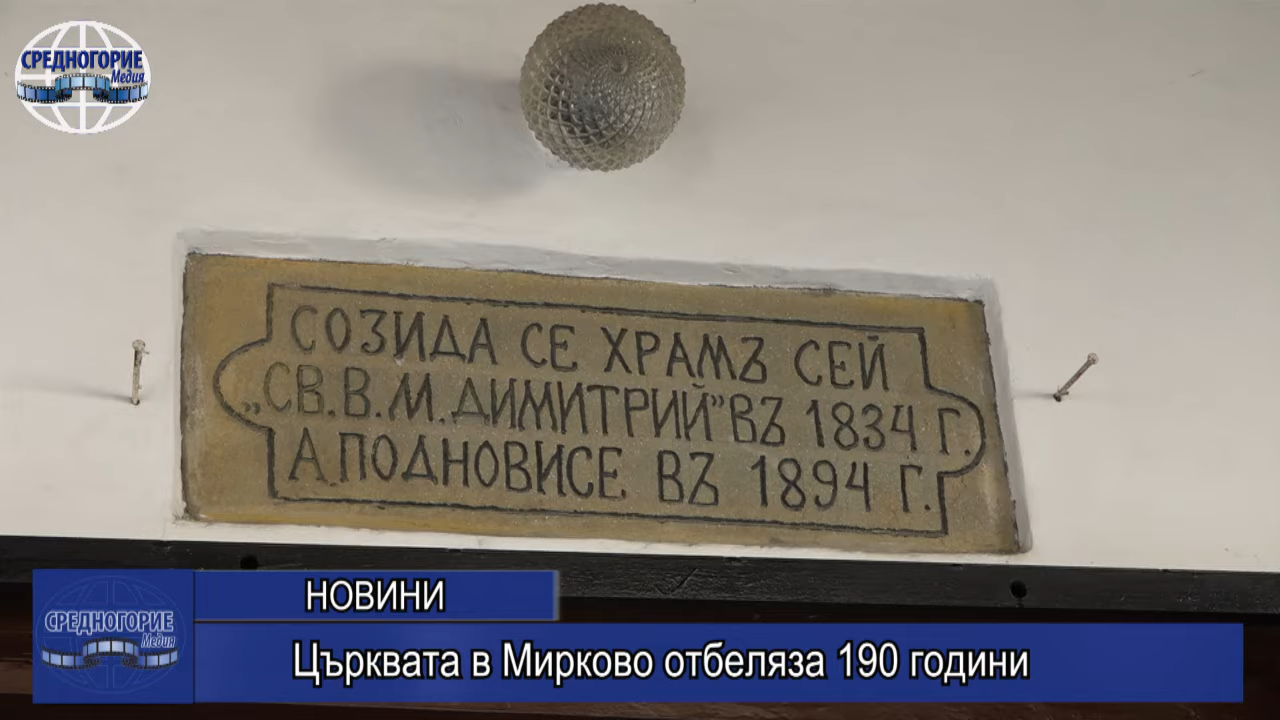 СРЕДНОГОРИЕ
Медия
СОЗИДА СЕ ХРАМЪ СЕЙ
„СВ. В. М. ДИМИТРИЙ” ВЪ 1834 Г.
А ПОДНОВИСЕ ВЪ 1894 Г.
НОВИНИ
СРЕДНОГОРИЕ
Медия
Църквата в Мирково отбеляза 190 години